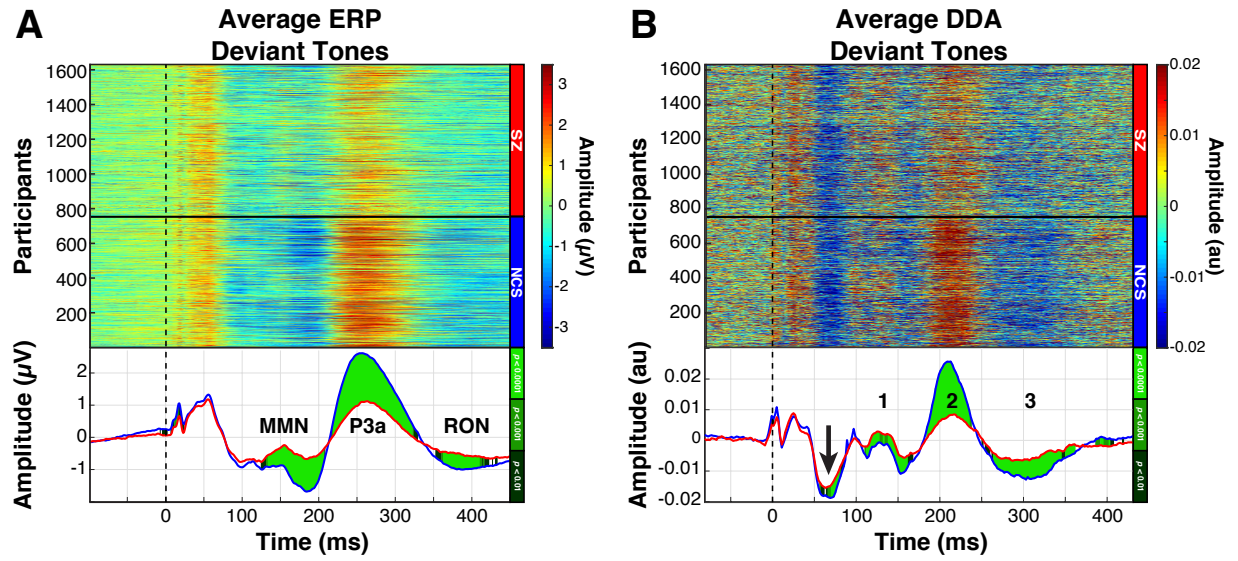 A
Average ERP
Deviant Tones
Participants
1600
1400
1200
1000
800
600
400
200
SZ
NCS
3
2
1
0
-1
-2
-3
Amplitude (µV)
Amplitude (µV)
2
1
0
-1
MMN
P3a
RON
p < 0.0001
p < 0.001
p < 0.01
0
100
200
300
400
Time (ms)
B
Average DDA
Deviant Tones
Participants
1600
1400
1200
1000
800
600
400
200
SZ
NCS
0.02
0.01
0
-0.01
-0.02
Amplitude (au)
Amplitude (au)
0.02
0.01
0
-0.01
-0.02
1
2
3
p < 0.0001
p < 0.001
p < 0.01
0
100
200
300
400
Time (ms)